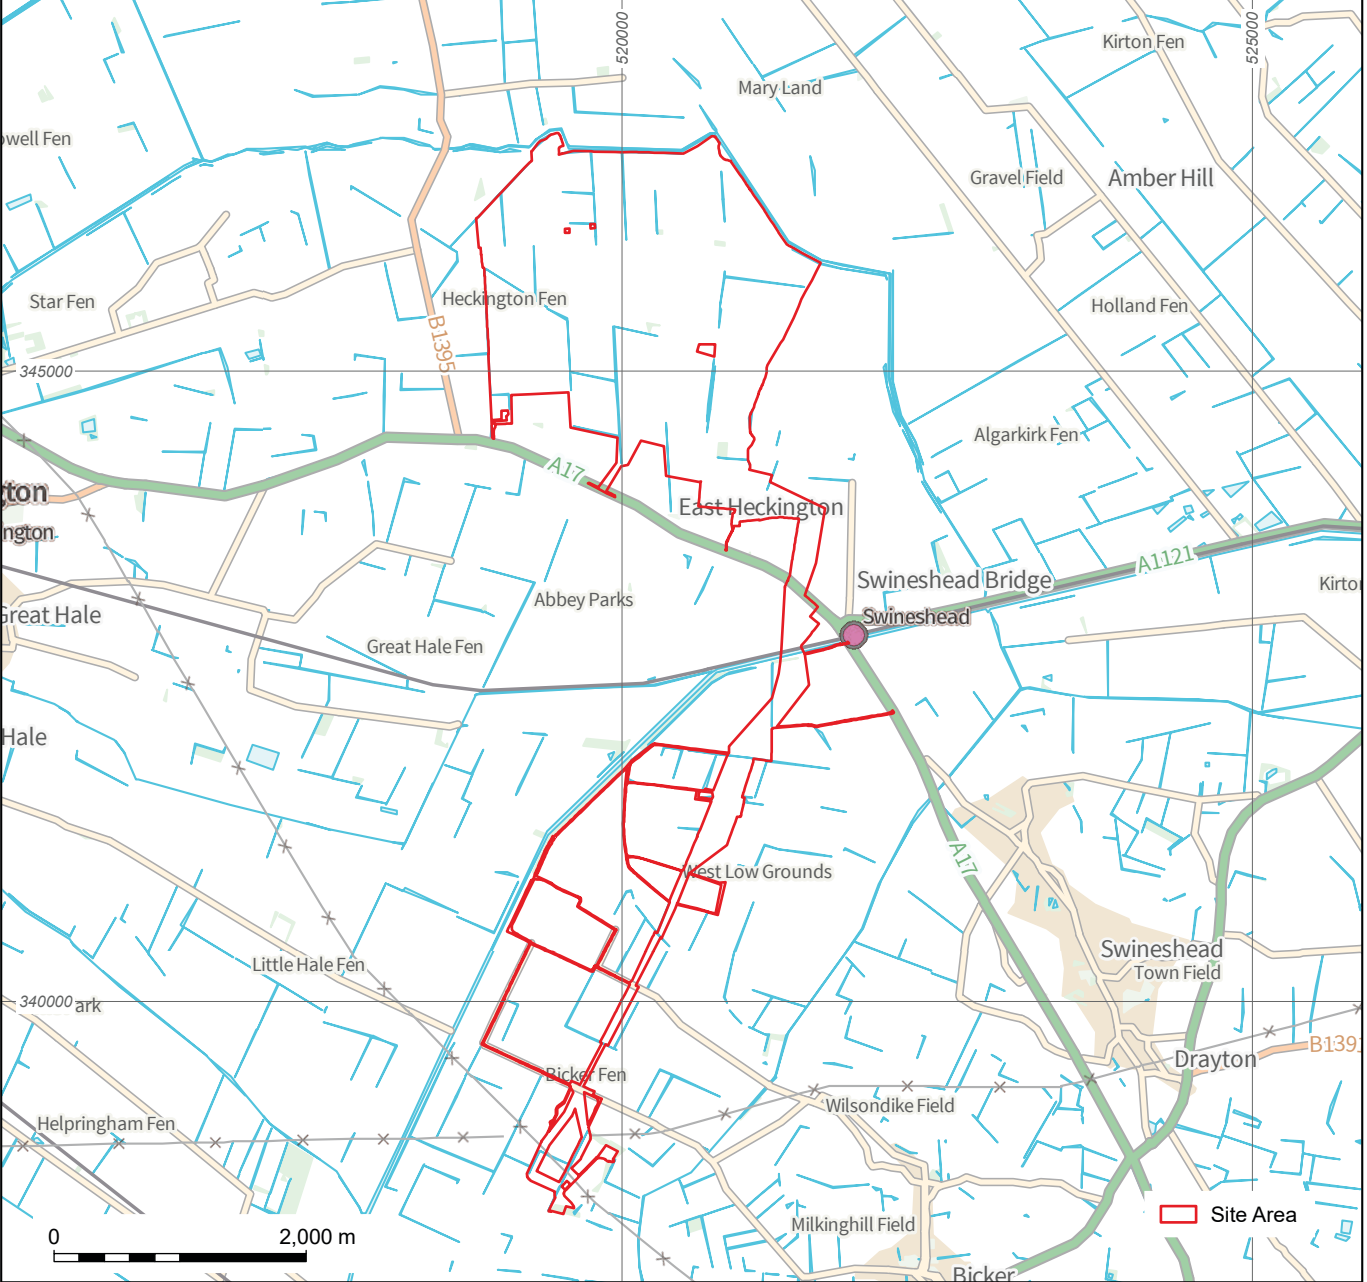 520000
525000
Kirton Fen
Mary Land
owell Fen
Gravel Field
Amber Hill
Star Fen
Heckington Fen
Holland Fen
B1395
345000
Algarkirk Fen
A17
gton
East Heckington
ngton
A1121
Swineshead Bridge
Kirto
Abbey Parks
Great Hale
Swineshead
Great Hale Fen
Hale
A17
West Low Grounds
Swineshead
Little Hale Fen
Town Field
340000
ark
B139
Drayton
Bicker Fen
Wilsondike Field
Helpringham Fen
Milkinghill Field
Site Area
0
2,000 m
Bicker